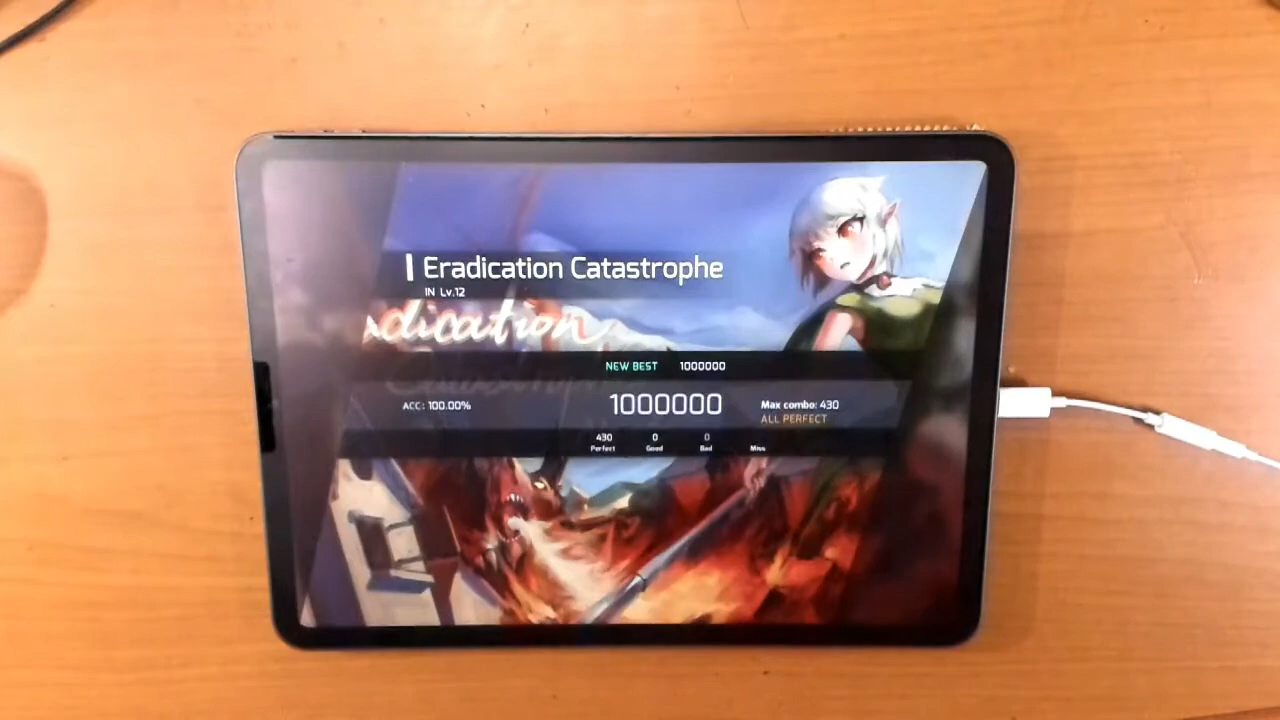 Eradication Catastrophe
IN Lv.12
adication
NEW BEST 1000000
ACC: 100.00% 1000000 Max combo: 430
ALL PERFECT
430 0 0
Perfect Good Bad Miss